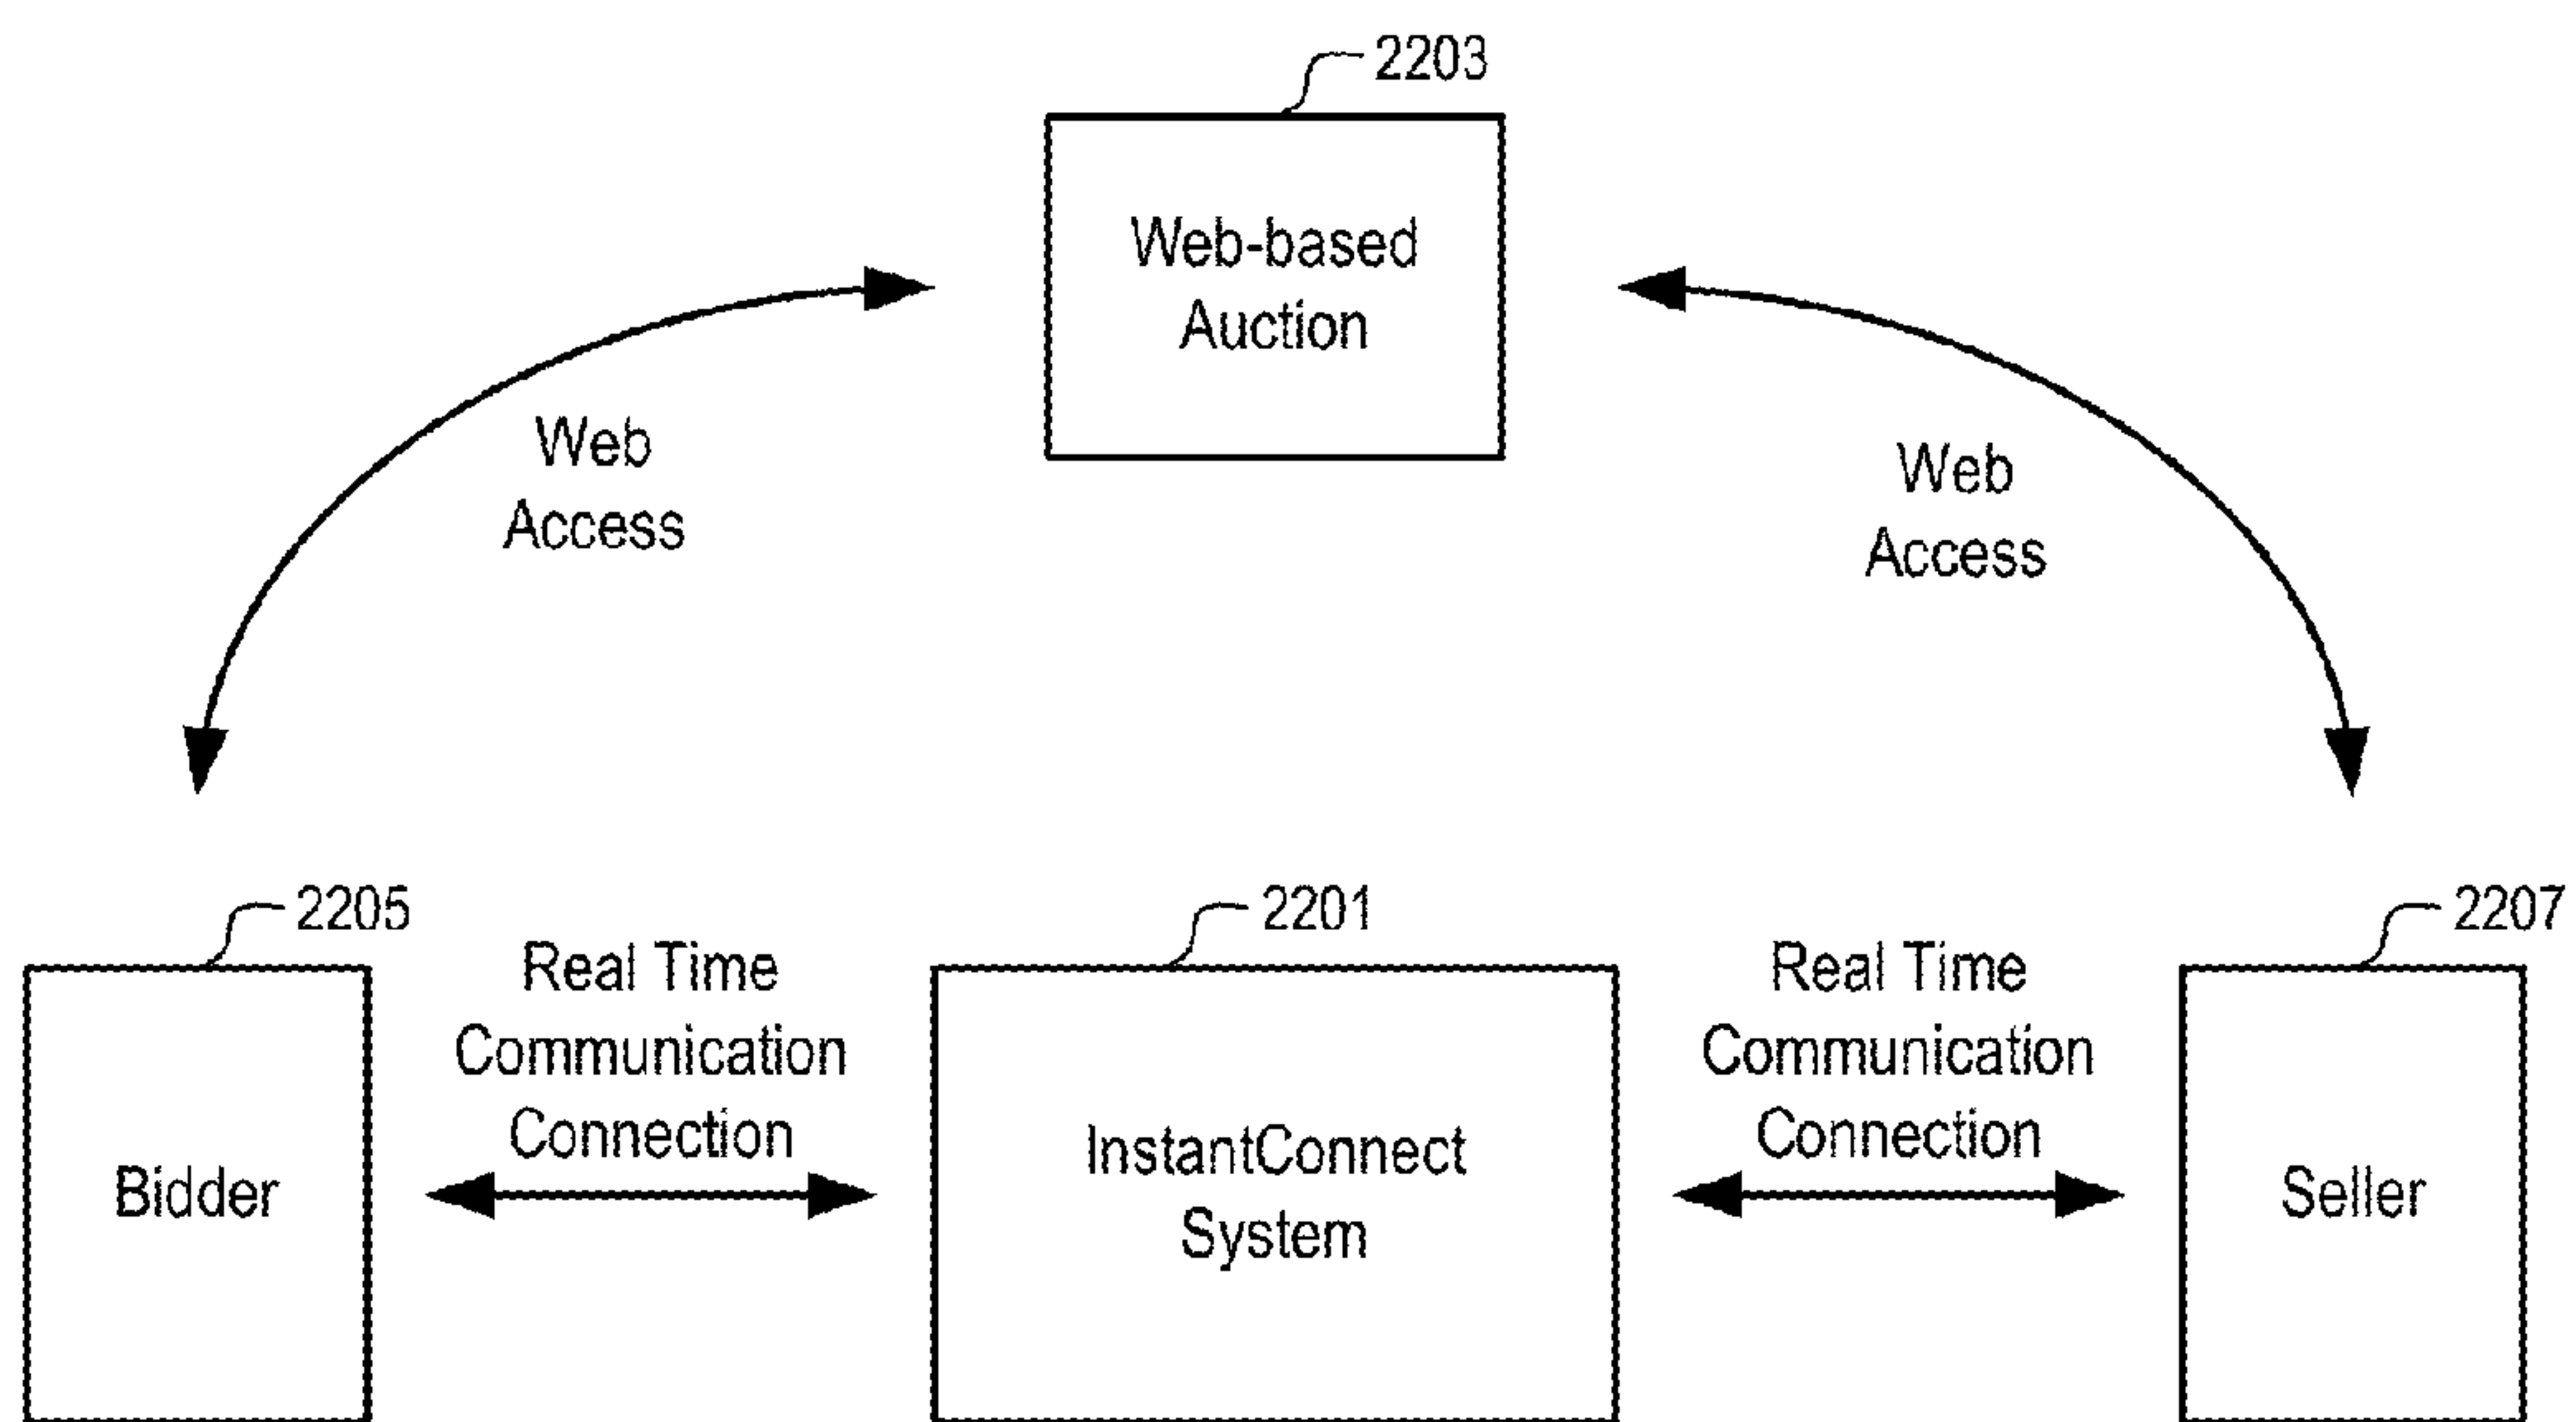 2203
Web-based
Auction
Web
Access
Web
Access
2205
2201
2207
Real Time
Communication
Connection
Real Time
Communication
Connection
Bidder
InstantConnect
System
Seller